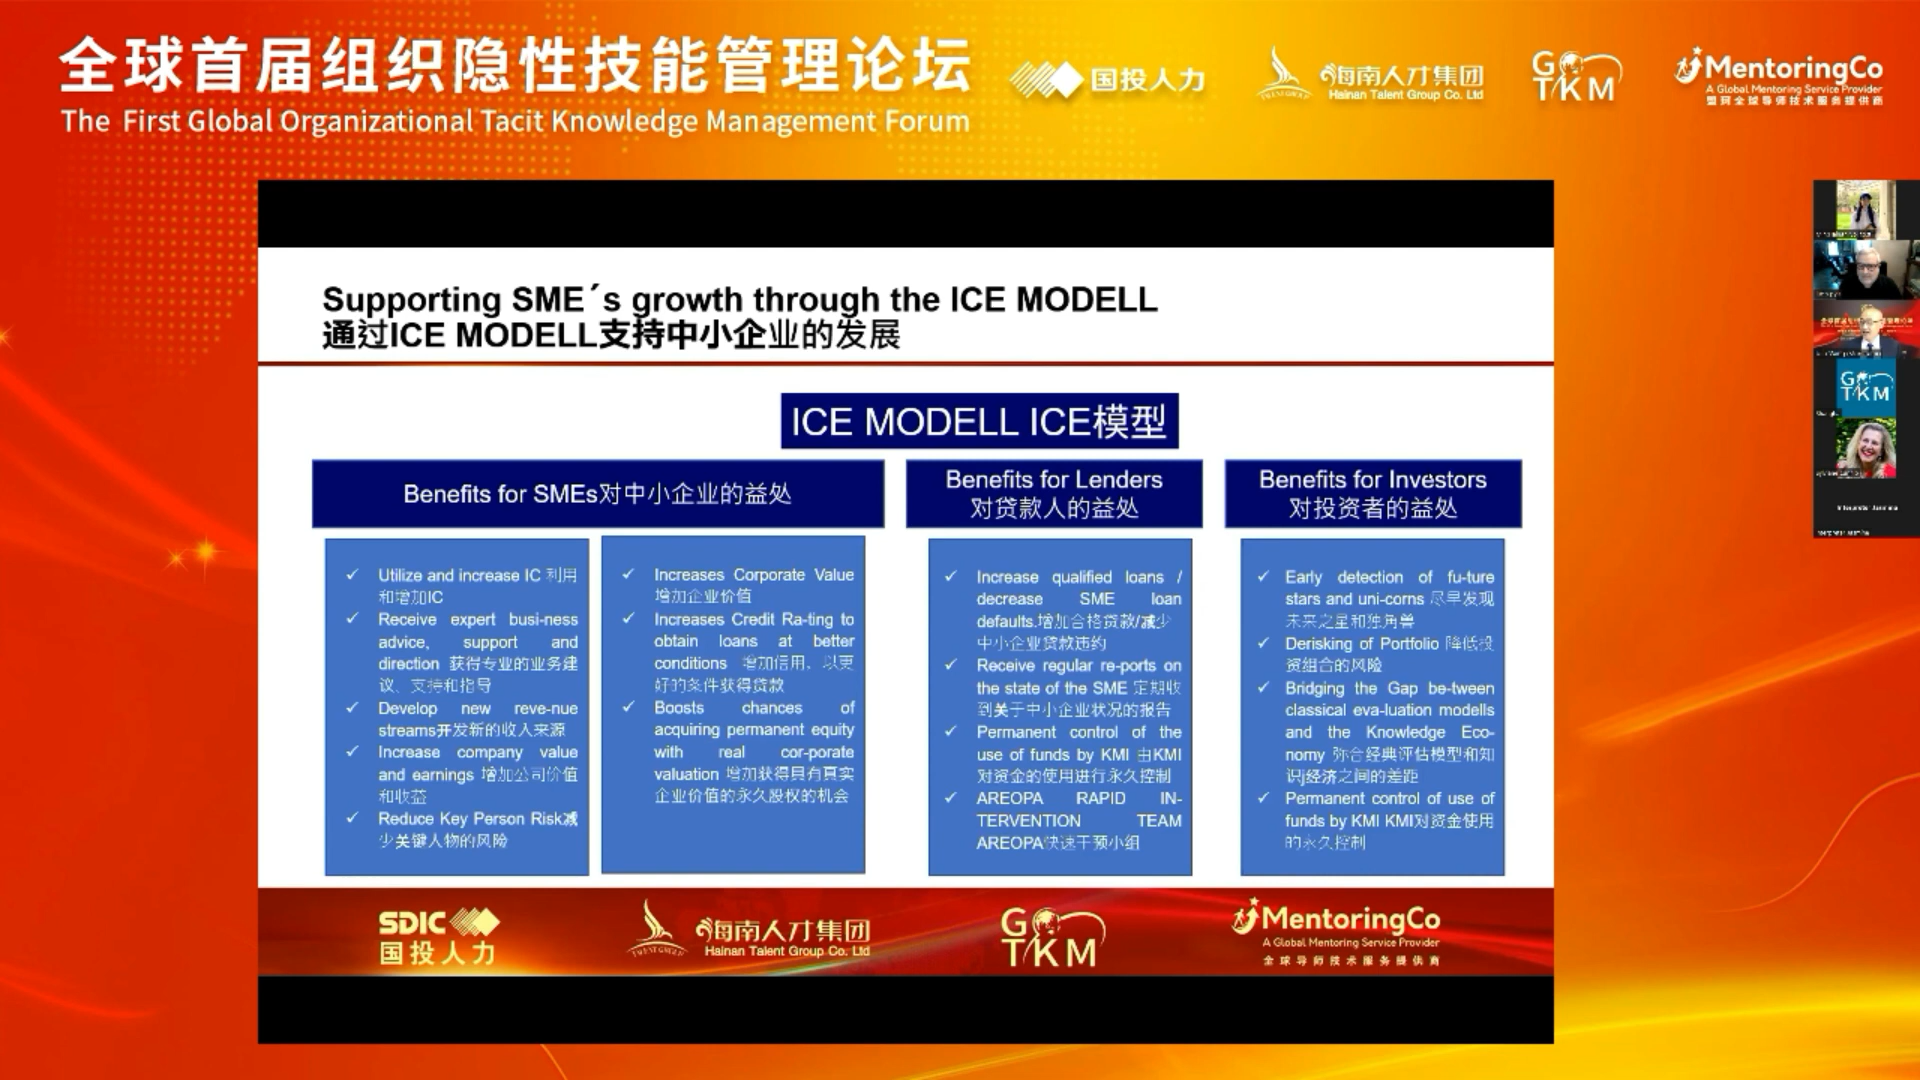 全球首届组织隐性技能管理论坛
The First Global Organizational Tacit Knowledge Management Forum
国投人力
海南人才集团
Hainan Talent Group Co. Ltd
G TKM
MentoringCo
A Global Mentoring Service Provider
盟珂全球导师技术服务提供商
Supporting SME´s growth through the ICE MODELL
通过ICE MODELL支持中小企业的发展
ICE MODELL ICE模型
Benefits for SMEs对中小企业的益处
✓ Utilize and increase IC 利用
和增加IC
✓ Receive expert busi-ness
advice, support and
direction 获得专业的业务建
议、支持和指导
✓ Develop new reve-nue
streams开发新的收入来源
✓ Increase company value
and earnings 增加公司价值
和收益
✓ Reduce Key Person Risk减
少关键人物的风险
✓ Increases Corporate Value
增加企业价值
✓ Increases Credit Ra-ting to
obtain loans at better
conditions 增加信用，以更
好的条件获得贷款
✓ Boosts chances of
acquiring permanent equity
with real cor-porate
valuation 增加获得具有真实
企业价值的永久股权的机会
Benefits for Lenders
对贷款人的益处
✓ Increase qualified loans /
decrease SME loan
defaults.增加合格贷款/减少
中小企业贷款违约
✓ Receive regular re-ports on
the state of the SME 定期收
到关于中小企业状况的报告
✓ Permanent control of the
use of funds by KMI 由KMI
对资金的使用进行永久控制
✓ AREOPA RAPID IN-
TERVENTION TEAM
AREOPA快速干预小组
Benefits for Investors
对投资者的益处
✓ Early detection of fu-ture
stars and uni-corns 尽早发现
未来之星和独角兽
✓ Derisking of Portfolio 降低投
资组合的风险
✓ Bridging the Gap be-tween
classical eva-luation modells
and the Knowledge Eco-
nomy 弥合经典评估模型和知
识j经济之间的差距
✓ Permanent control of use of
funds by KMI KMI对资金使用
的永久控制
G TKM
SDIC
国投人力
海南人才集团
Hainan Talent Group Co. Ltd
G TKM
MentoringCo
A Global Mentoring Service Provider
全球导师技术服务提供商